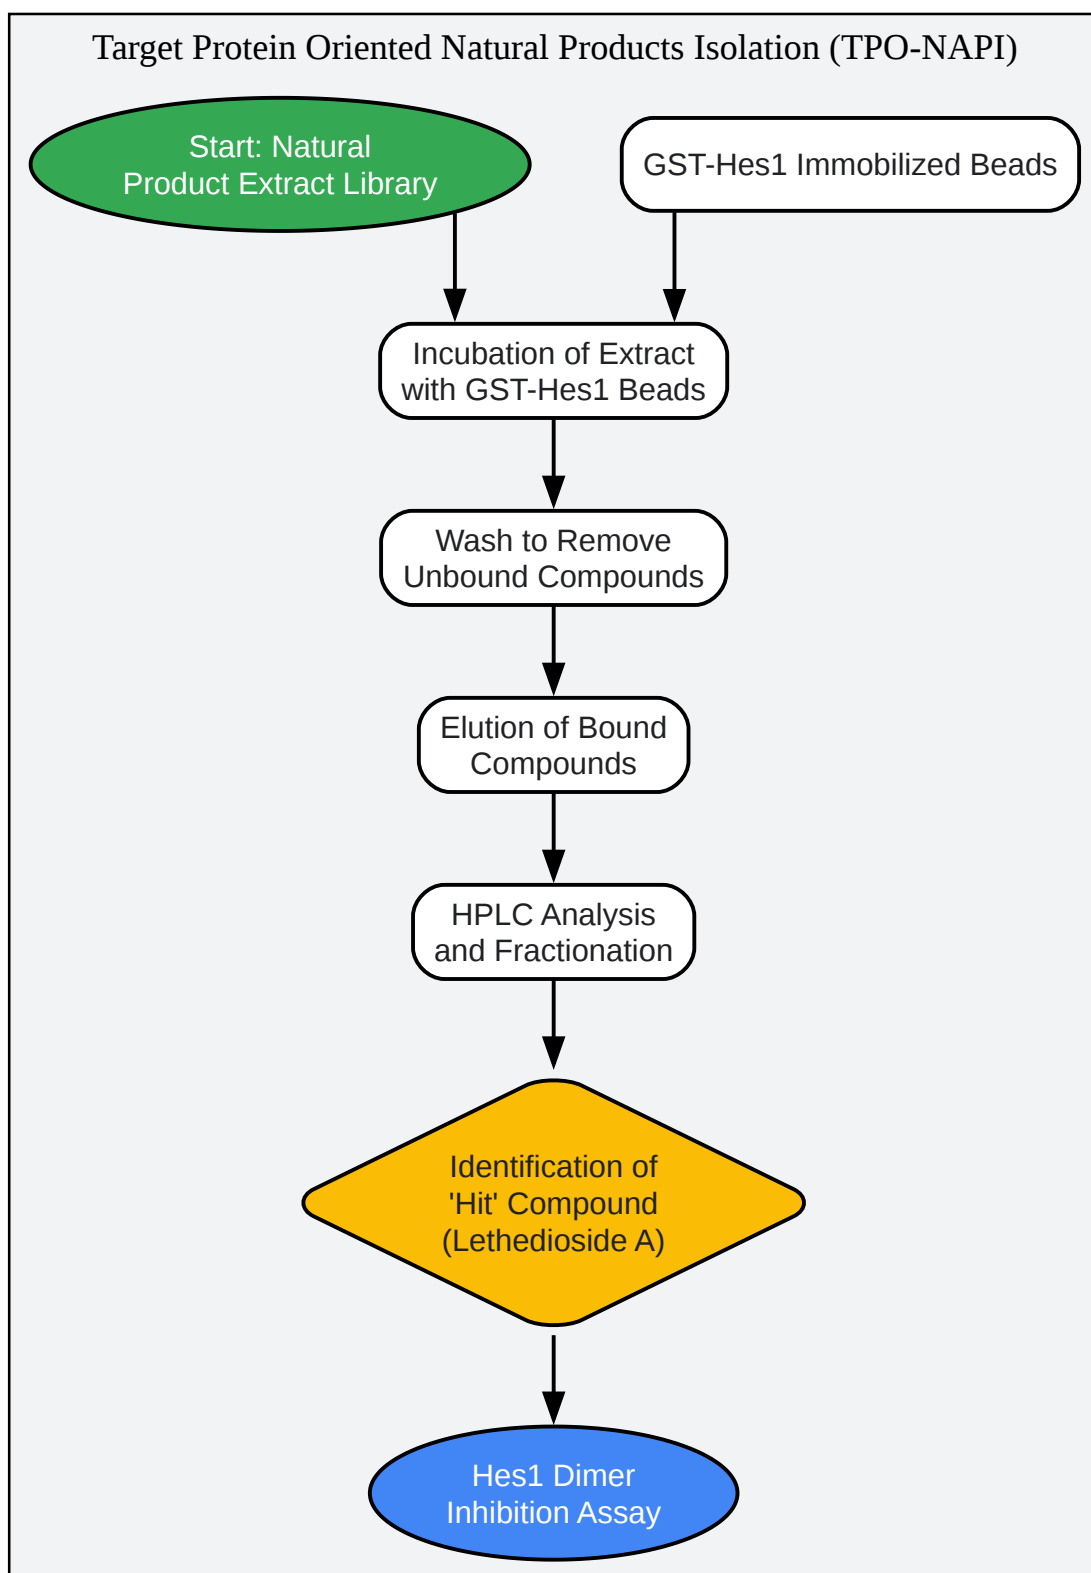 Target Protein Oriented Natural Products Isolation (TPO-NAPI)
Start: Natural
Product Extract Library
GST-Hes1 Immobilized Beads
Incubation of Extract
with GST-Hes1 Beads
Wash to Remove
Unbound Compounds
Elution of Bound
Compounds
HPLC Analysis
and Fractionation
Identification of
'Hit' Compound
(Lethedioside A)
Hes1 Dimer
Inhibition Assay